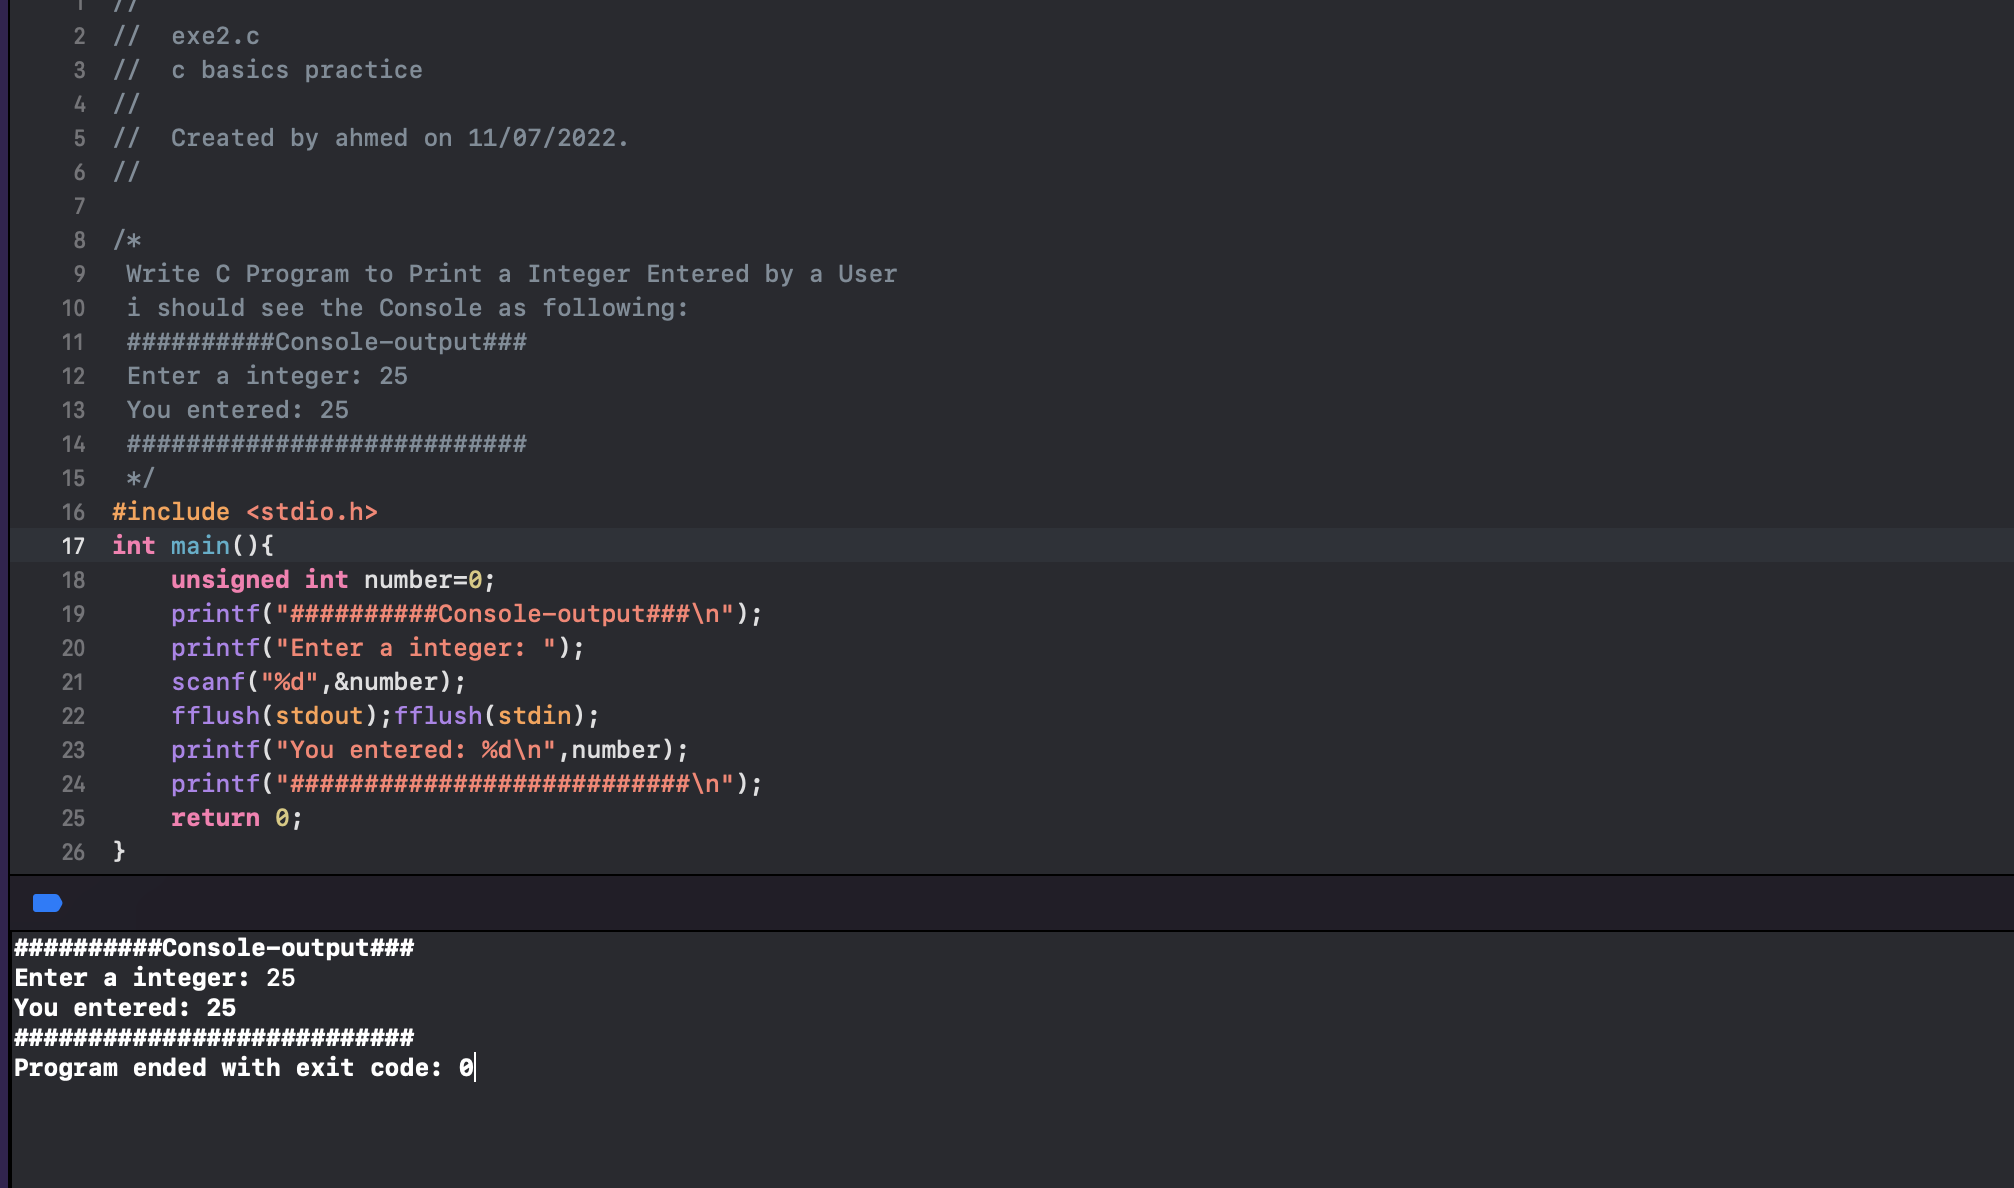 1 //
2 //  exe2.c
3 //  c basics practice
4 //
5 //  Created by ahmed on 11/07/2022.
6 //
7
8 /*
9  Write C Program to Print a Integer Entered by a User
10  i should see the Console as following:
11  ##########Console-output###
12  Enter a integer: 25
13  You entered: 25
14  ###########################
15  */
16 #include <stdio.h>
17 int main(){
18     unsigned int number=0;
19     printf("##########Console-output###\n");
20     printf("Enter a integer: ");
21     scanf("%d",&number);
22     fflush(stdout);fflush(stdin);
23     printf("You entered: %d\n",number);
24     printf("###########################\n");
25     return 0;
26 }
##########Console-output###
Enter a integer: 25
You entered: 25
###########################
Program ended with exit code: 0